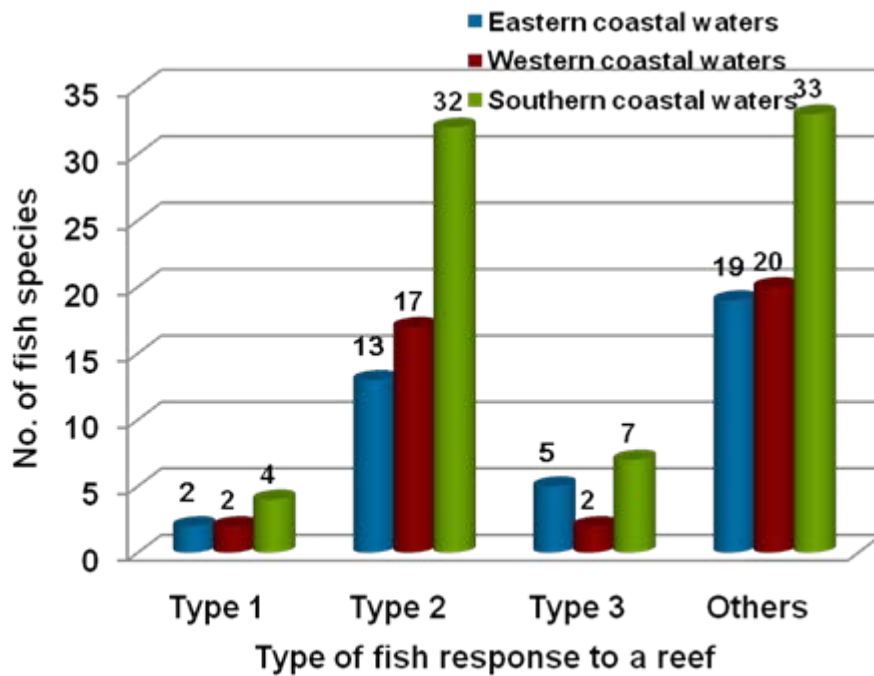 Eastern coastal waters
Western coastal waters
Southern coastal waters
No. of fish species
35
30
25
20
15
10
5
0
2
2
4
13
17
32
5
2
7
19
20
33
Type 1
Type 2
Type 3
Others
Type of fish response to a reef